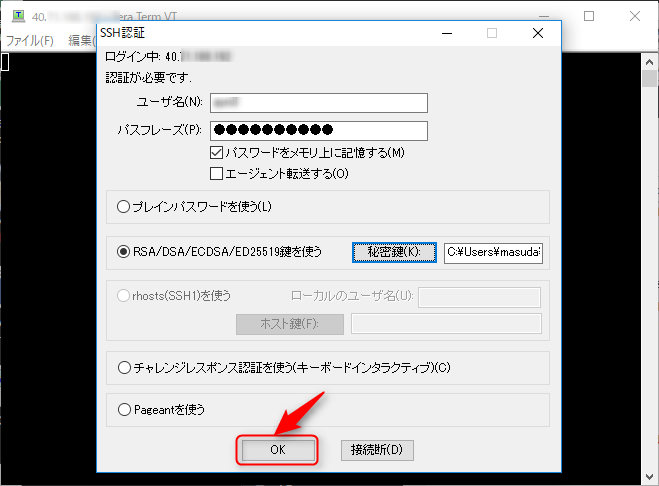 40.
Tera Term VT
ファイル(F) 編集(
SSH認証
ログイン中: 40.
認証が必要です.
ユーザ名(N):
パスフレーズ(P): ●●●●●●●●●●
パスワードをメモリ上に記憶する(M)
エージェント転送する(O)
プレインパスワードを使う(L)
RSA/DSA/ECDSA/ED25519鍵を使う 秘密鍵(K): C:¥Users¥masuda¥
rhosts(SSH1)を使う ローカルのユーザ名(U):
ホスト鍵(F):
チャレンジレスポンス認証を使う(キーボードインタラクティブ)(C)
Pageantを使う
OK 接続断(D)